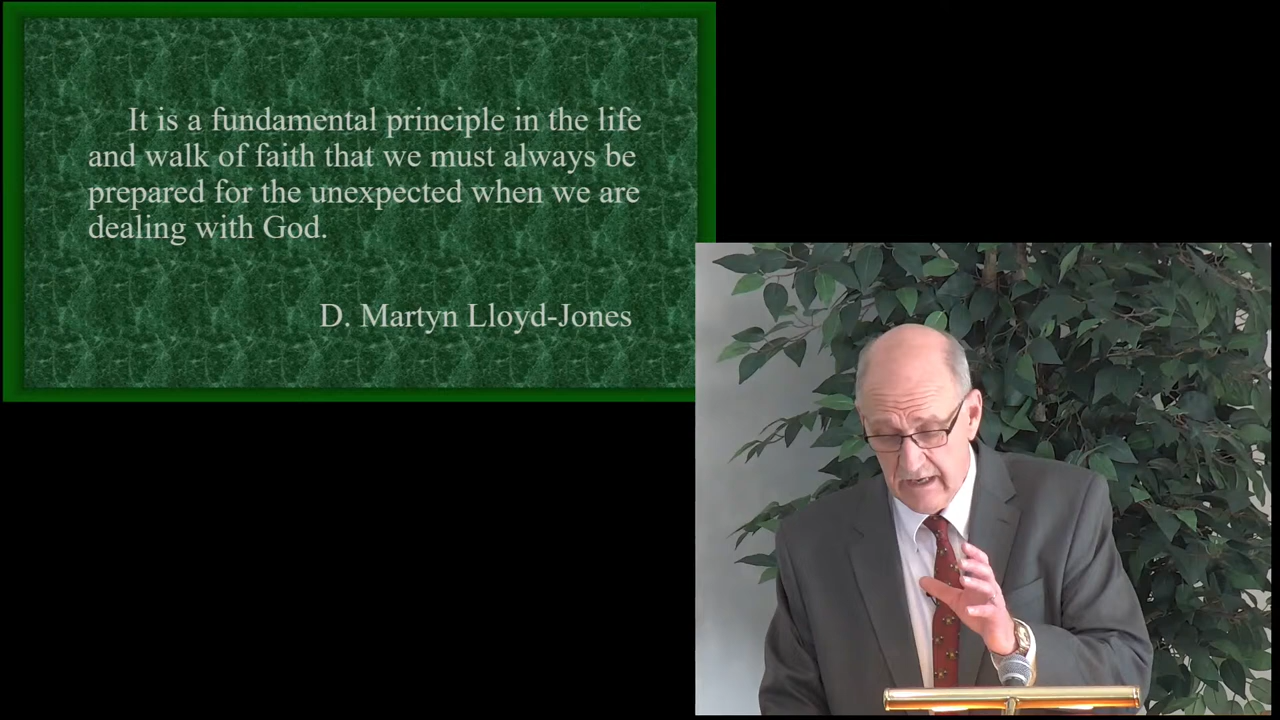 It is a fundamental principle in the life
and walk of faith that we must always be
prepared for the unexpected when we are
dealing with God.
D. Martyn Lloyd-Jones